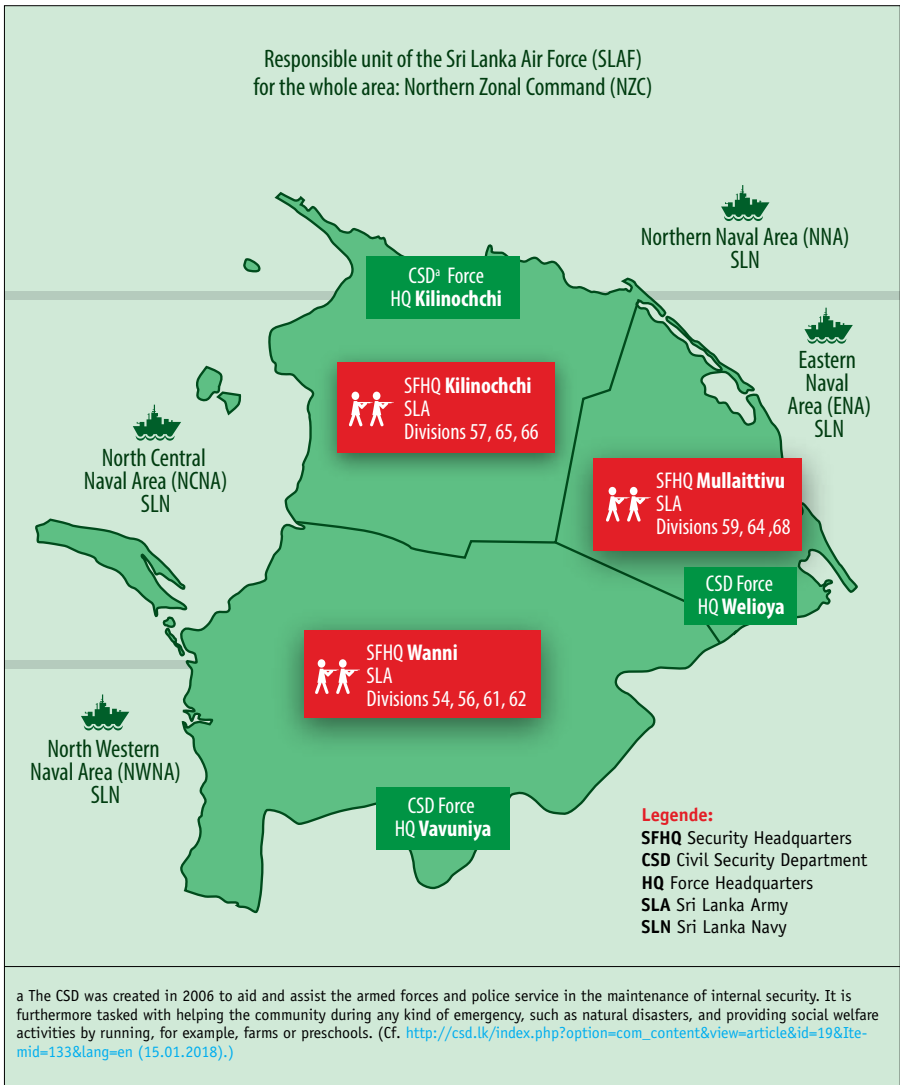 Responsible unit of the Sri Lanka Air Force (SLAF)
for the whole area: Northern Zonal Command (NZC)
Northern Naval Area (NNA)
SLN
CSDª Force
HQ Kilinochchi
Eastern
Naval
Area (ENA)
SLN
SFHQ Kilinochchi
SLA
Divisions 57, 65, 66
North Central
Naval Area (NCNA)
SLN
SFHQ Mullaittivu
SLA
Divisions 59, 64 ,68
CSD Force
HQ Welioya
SFHQ Wanni
SLA
Divisions 54, 56, 61, 62
North Western
Naval Area (NWNA)
SLN
CSD Force
HQ Vavuniya
Legende:
SFHQ Security Headquarters
CSD Civil Security Department
HQ Force Headquarters
SLA Sri Lanka Army
SLN Sri Lanka Navy
a The CSD was created in 2006 to aid and assist the armed forces and police service in the maintenance of internal security. It is
furthermore tasked with helping the community during any kind of emergency, such as natural disasters, and providing social welfare
activities by running, for example, farms or preschools. (Cf. http://csd.lk/index.php?option=com_content&view=article&id=19&Ite-
mid=133&lang=en (15.01.2018).)